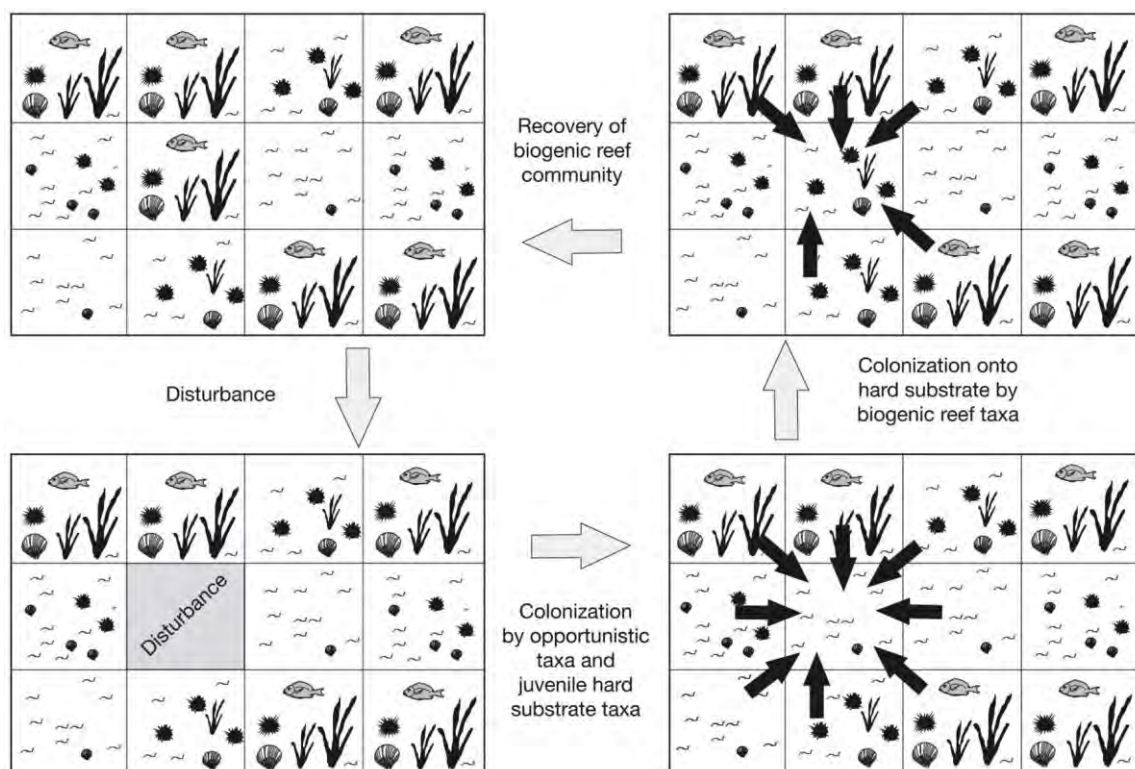 Recovery of
biogenic reef
community
Disturbance
Colonization onto
hard substrate by
biogenic reef taxa
Disturbance
Colonization
by opportunistic
taxa and
juvenile hard
substrate taxa